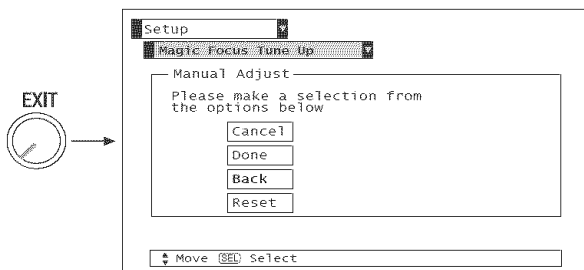 Setup
Magic Focus Tune Up
Manual Adjust
EXIT
Please make a selection from
the options below
Cancel
Done
Back
Reset
Move SEL Select